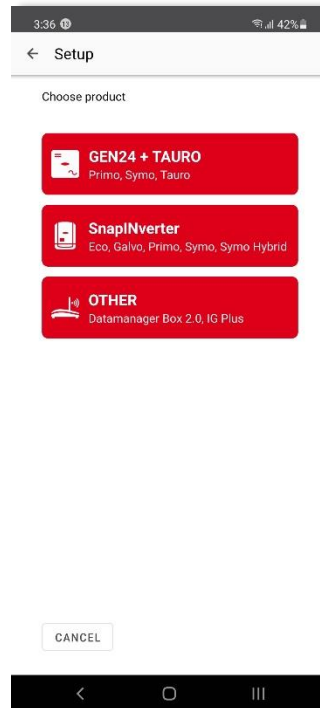 3:36 13 42%
Setup
Choose product
GEN24 + TAURO
Primo, Symo, Tauro
SnapINverter
Eco, Galvo, Primo, Symo, Symo Hybrid
OTHER
Datamanager Box 2.0, IG Plus
CANCEL